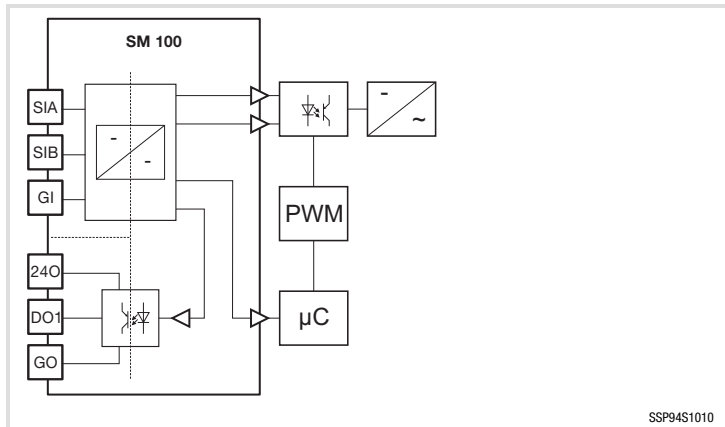 SM 100
SIA
SIB
GI
24O
DO1
GO
-
-
-
~
PWM
µC
SSP94S1010